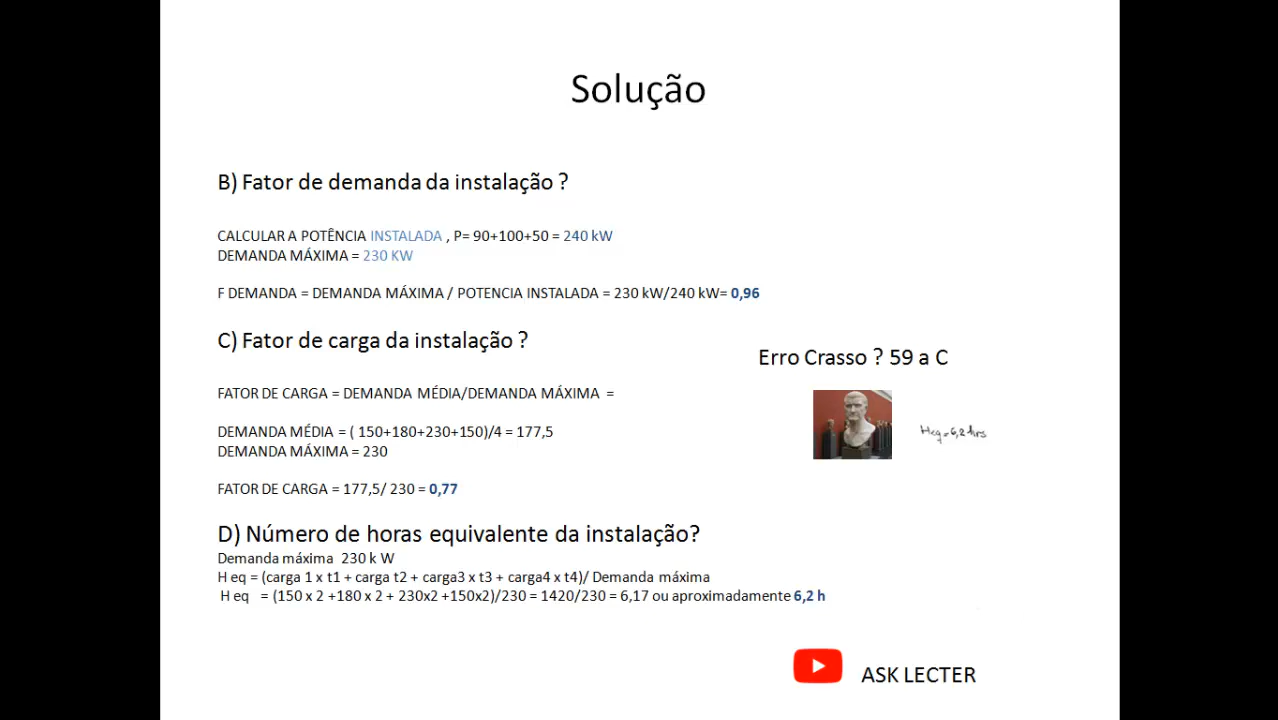 Solução
B) Fator de demanda da instalação ?
CALCULAR A POTÊNCIA INSTALADA , P= 90+100+50 = 240 kW
DEMANDA MÁXIMA = 230 KW
F DEMANDA = DEMANDA MÁXIMA / POTENCIA INSTALADA = 230 kW/240 kW= 0,96
C) Fator de carga da instalação ?
Erro Crasso ? 59 a C
FATOR DE CARGA = DEMANDA MÉDIA/DEMANDA MÁXIMA =
DEMANDA MÉDIA = ( 150+180+230+150)/4 = 177,5
Heq=6,2 hrs
DEMANDA MÁXIMA = 230
FATOR DE CARGA = 177,5/ 230 = 0,77
D) Número de horas equivalente da instalação?
Demanda máxima 230 k W
H eq = (carga 1 x t1 + carga t2 + carga3 x t3 + carga4 x t4)/ Demanda máxima
H eq = (150 x 2 +180 x 2 + 230x2 +150x2)/230 = 1420/230 = 6,17 ou aproximadamente 6,2 h
ASK LECTER